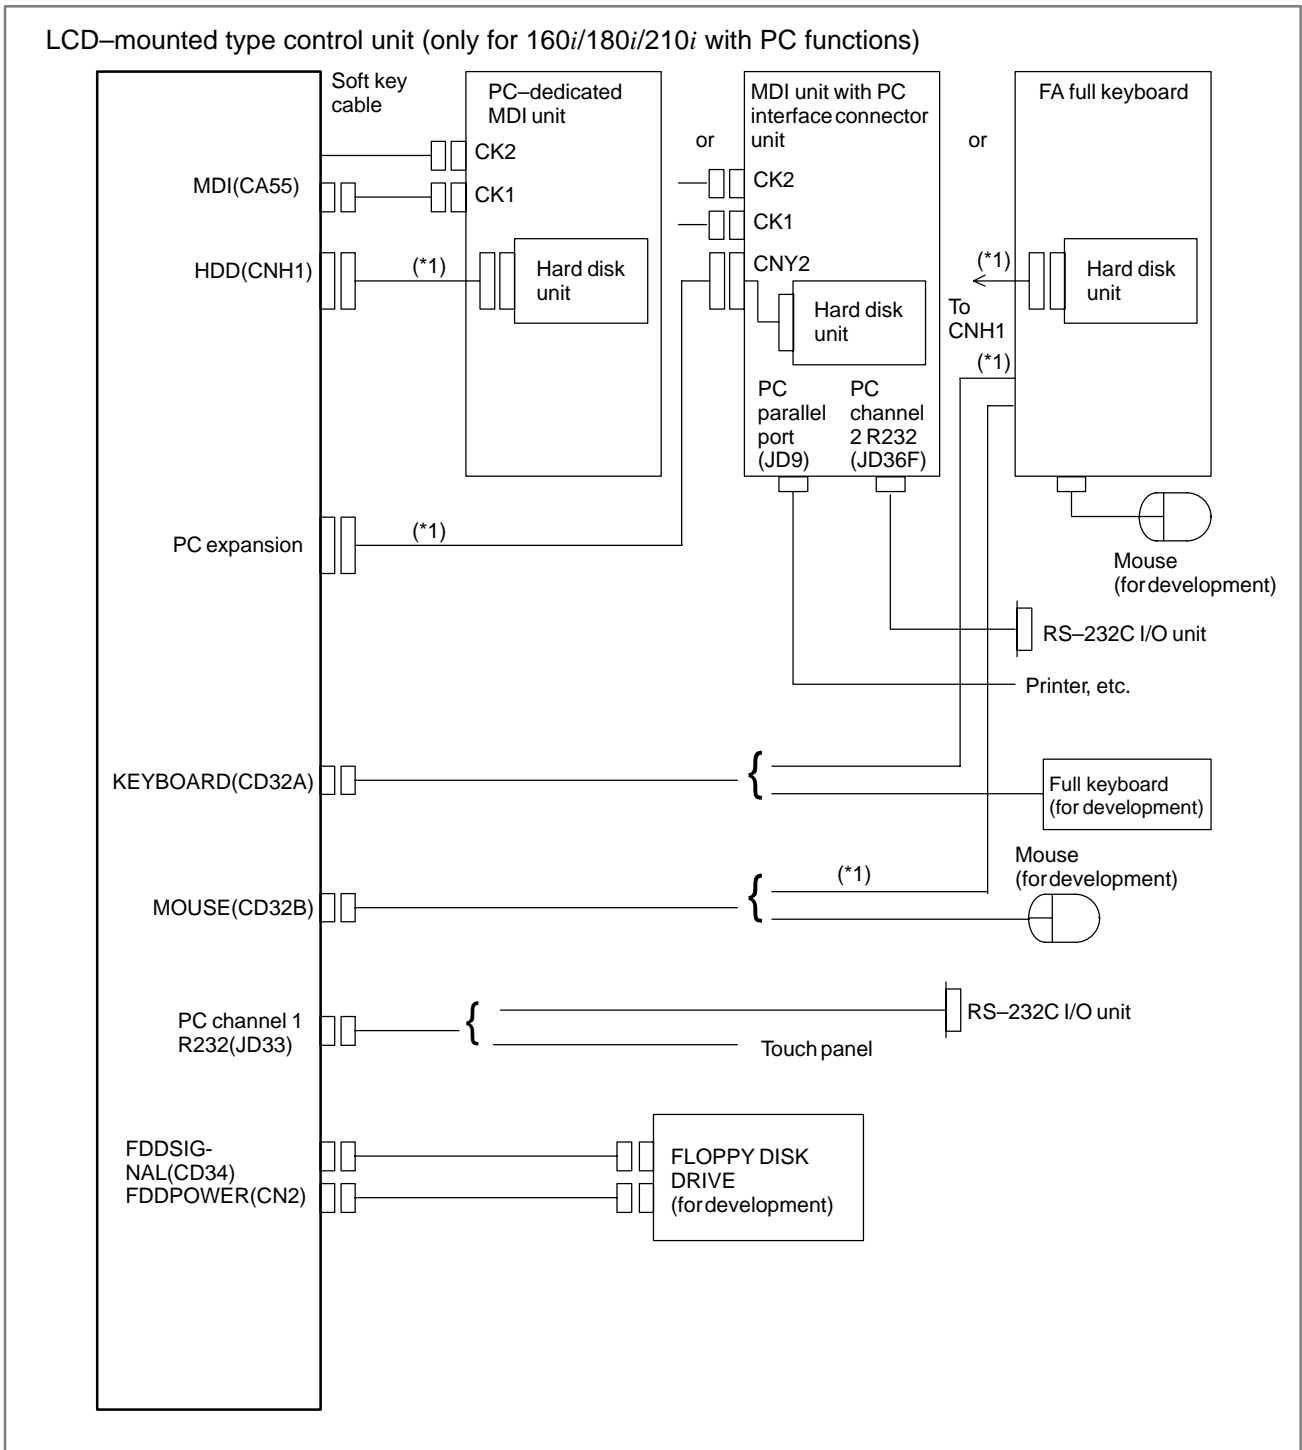 LCD–mounted type control unit (only for 160i/180i/210i with PC functions)
Soft key
cable
PC–dedicated
MDI unit
CK2
CK1
MDI(CA55)
HDD(CNH1)
(*1)
Hard disk
unit
or
MDI unit with PC
interface connector
unit
CK2
CK1
CNY2
Hard disk
unit
PC
parallel
port
(JD9)
PC
channel
2 R232
(JD36F)
or
FA full keyboard
(*1)
Hard disk
unit
To
CNH1
(*1)
Mouse
(for development)
PC expansion
(*1)
RS–232C I/O unit
Printer, etc.
KEYBOARD(CD32A)
{
Full keyboard
(for development)
MOUSE(CD32B)
{
(*1)
Mouse
(for development)
PC channel 1
R232(JD33)
{
RS–232C I/O unit
Touch panel
FDDSIG-
NAL(CD34)
FDDPOWER(CN2)
FLOPPY DISK
DRIVE
(for development)